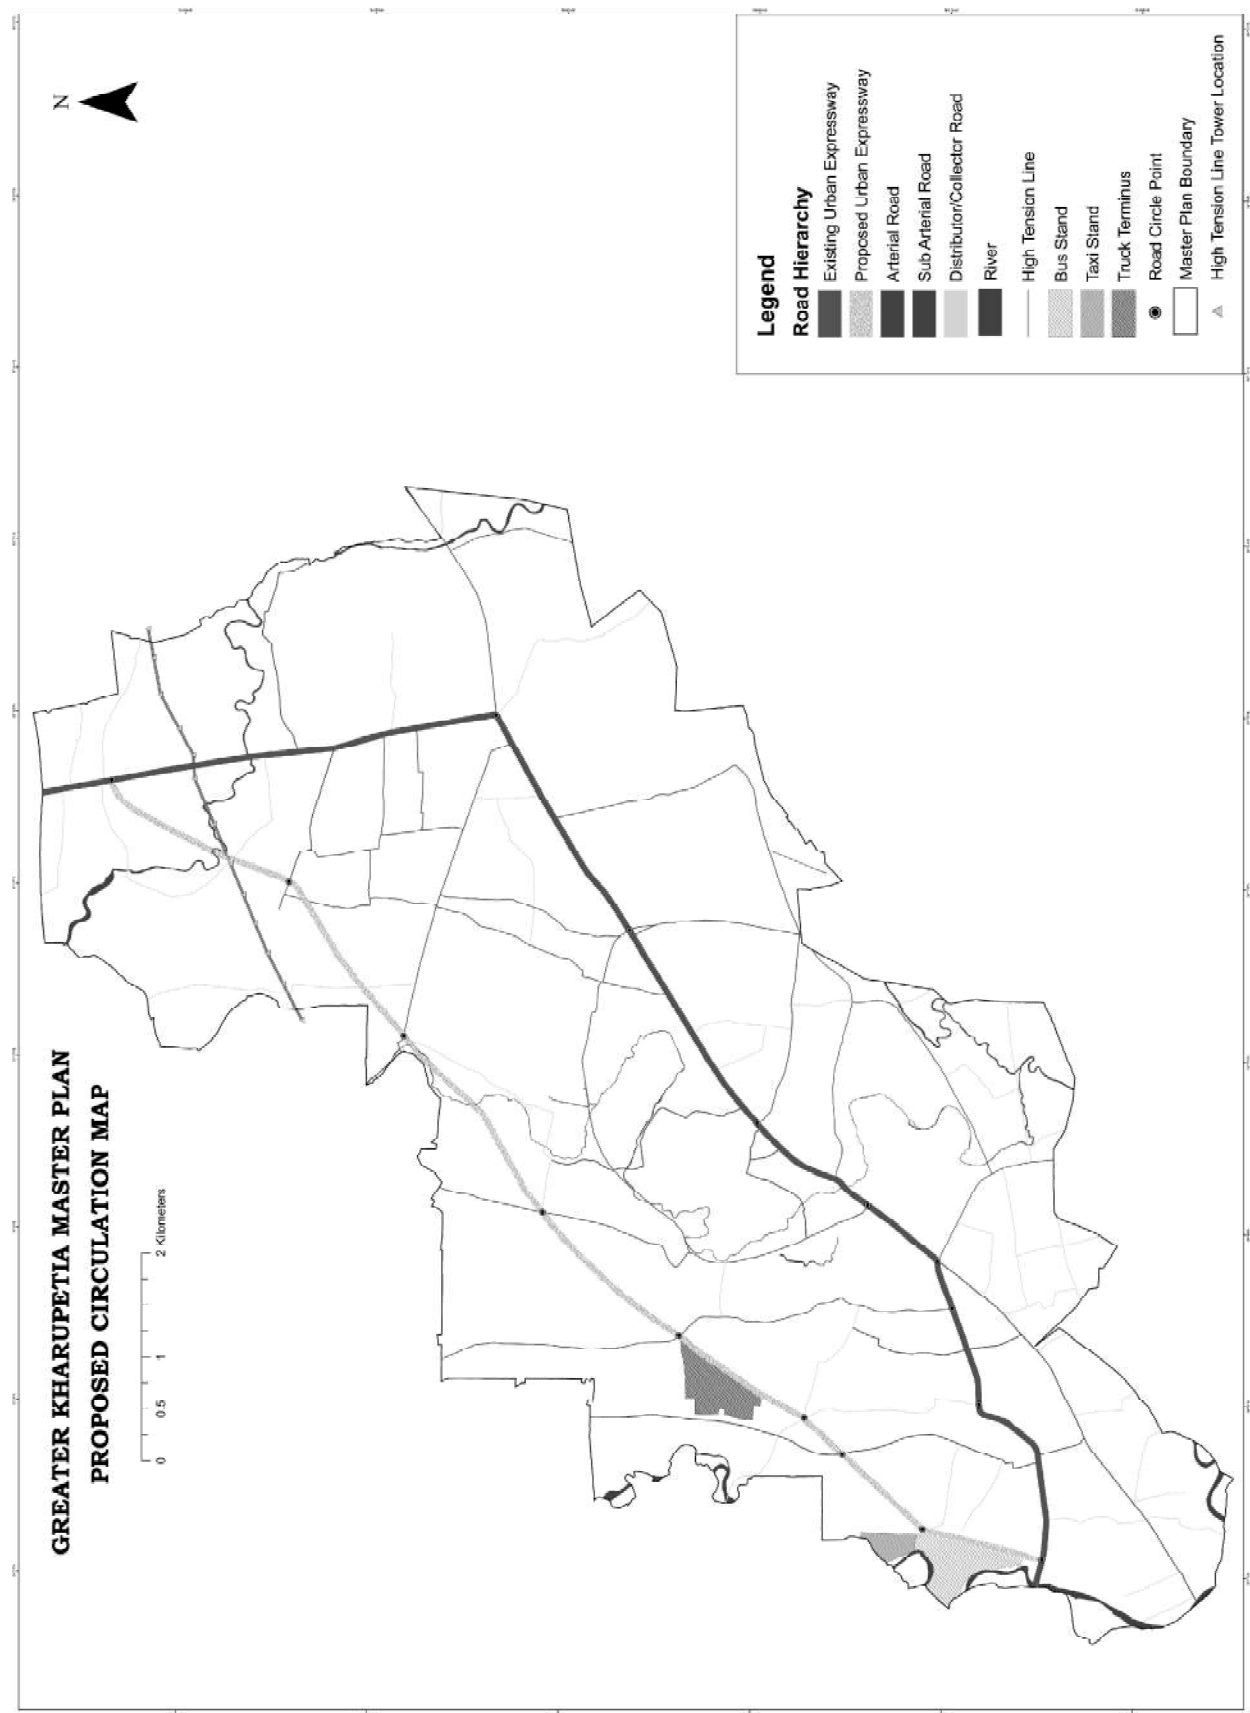 GREATER KHARUPETIA MASTER PLAN
PROPOSED CIRCULATION MAP
0 0.5 1 2 Kilometers
N
Legend
Road Hierarchy
Existing Urban Expressway
Proposed Urban Expressway
Arterial Road
Sub Arterial Road
Distributor/Collector Road
River
High Tension Line
Bus Stand
Taxi Stand
Truck Terminus
Road Circle Point
Master Plan Boundary
High Tension Line Tower Location